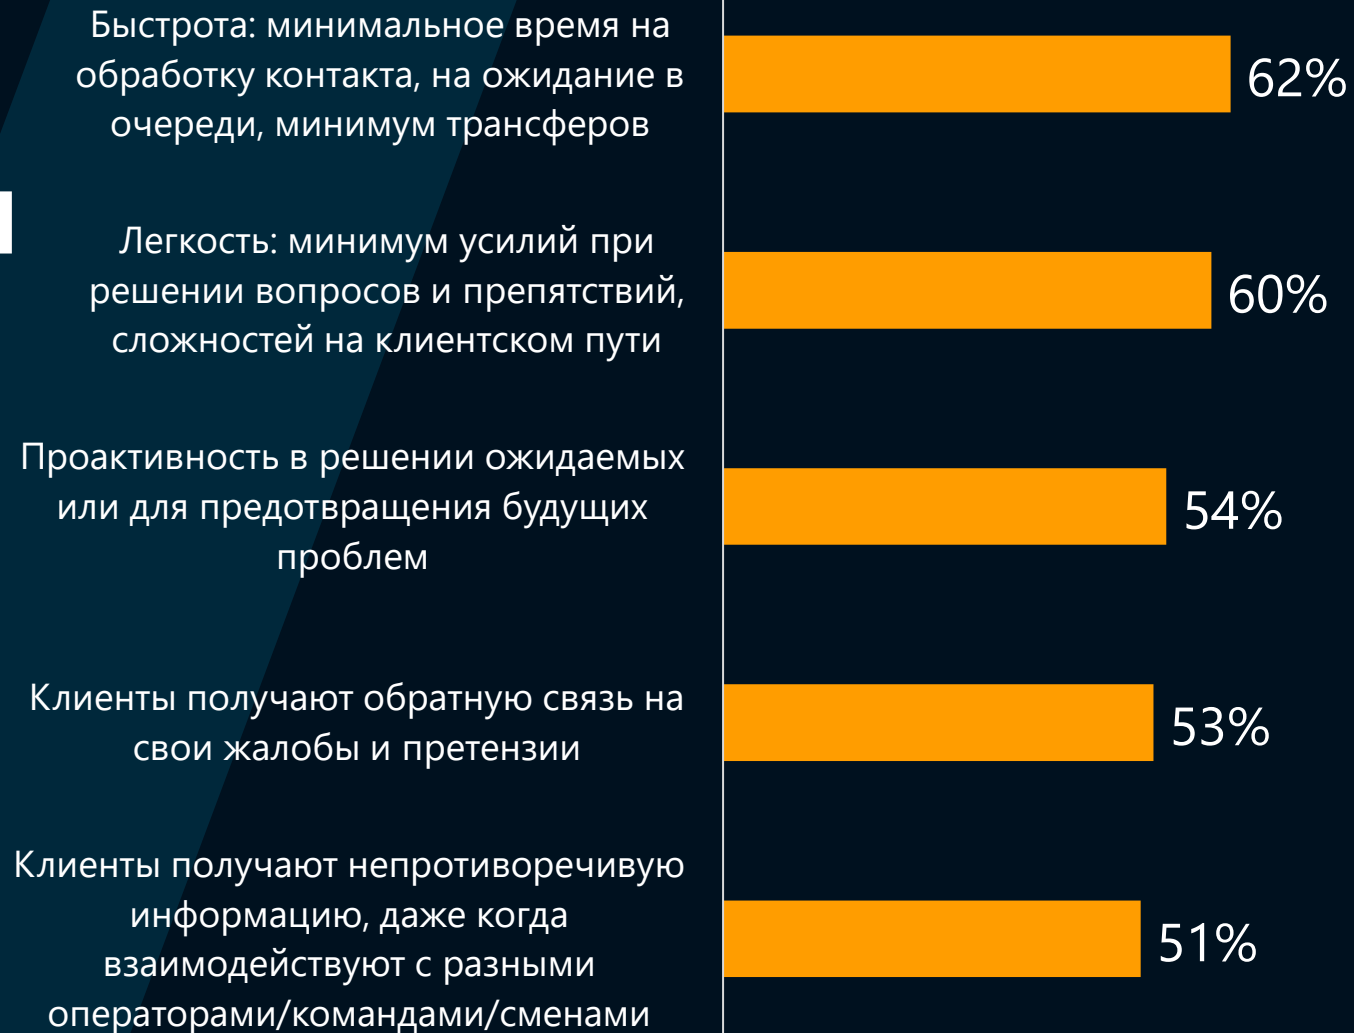 Быстрота: минимальное время на
обработку контакта, на ожидание в
очереди, минимум трансферов
62%
Легкость: минимум усилий при
решении вопросов и препятствий,
сложностей на клиентском пути
60%
Проактивность в решении ожидаемых
или для предотвращения будущих
проблем
54%
Клиенты получают обратную связь на
свои жалобы и претензии
53%
Клиенты получают непротиворечивую
информацию, даже когда
взаимодействуют с разными
операторами/командами/сменами
51%